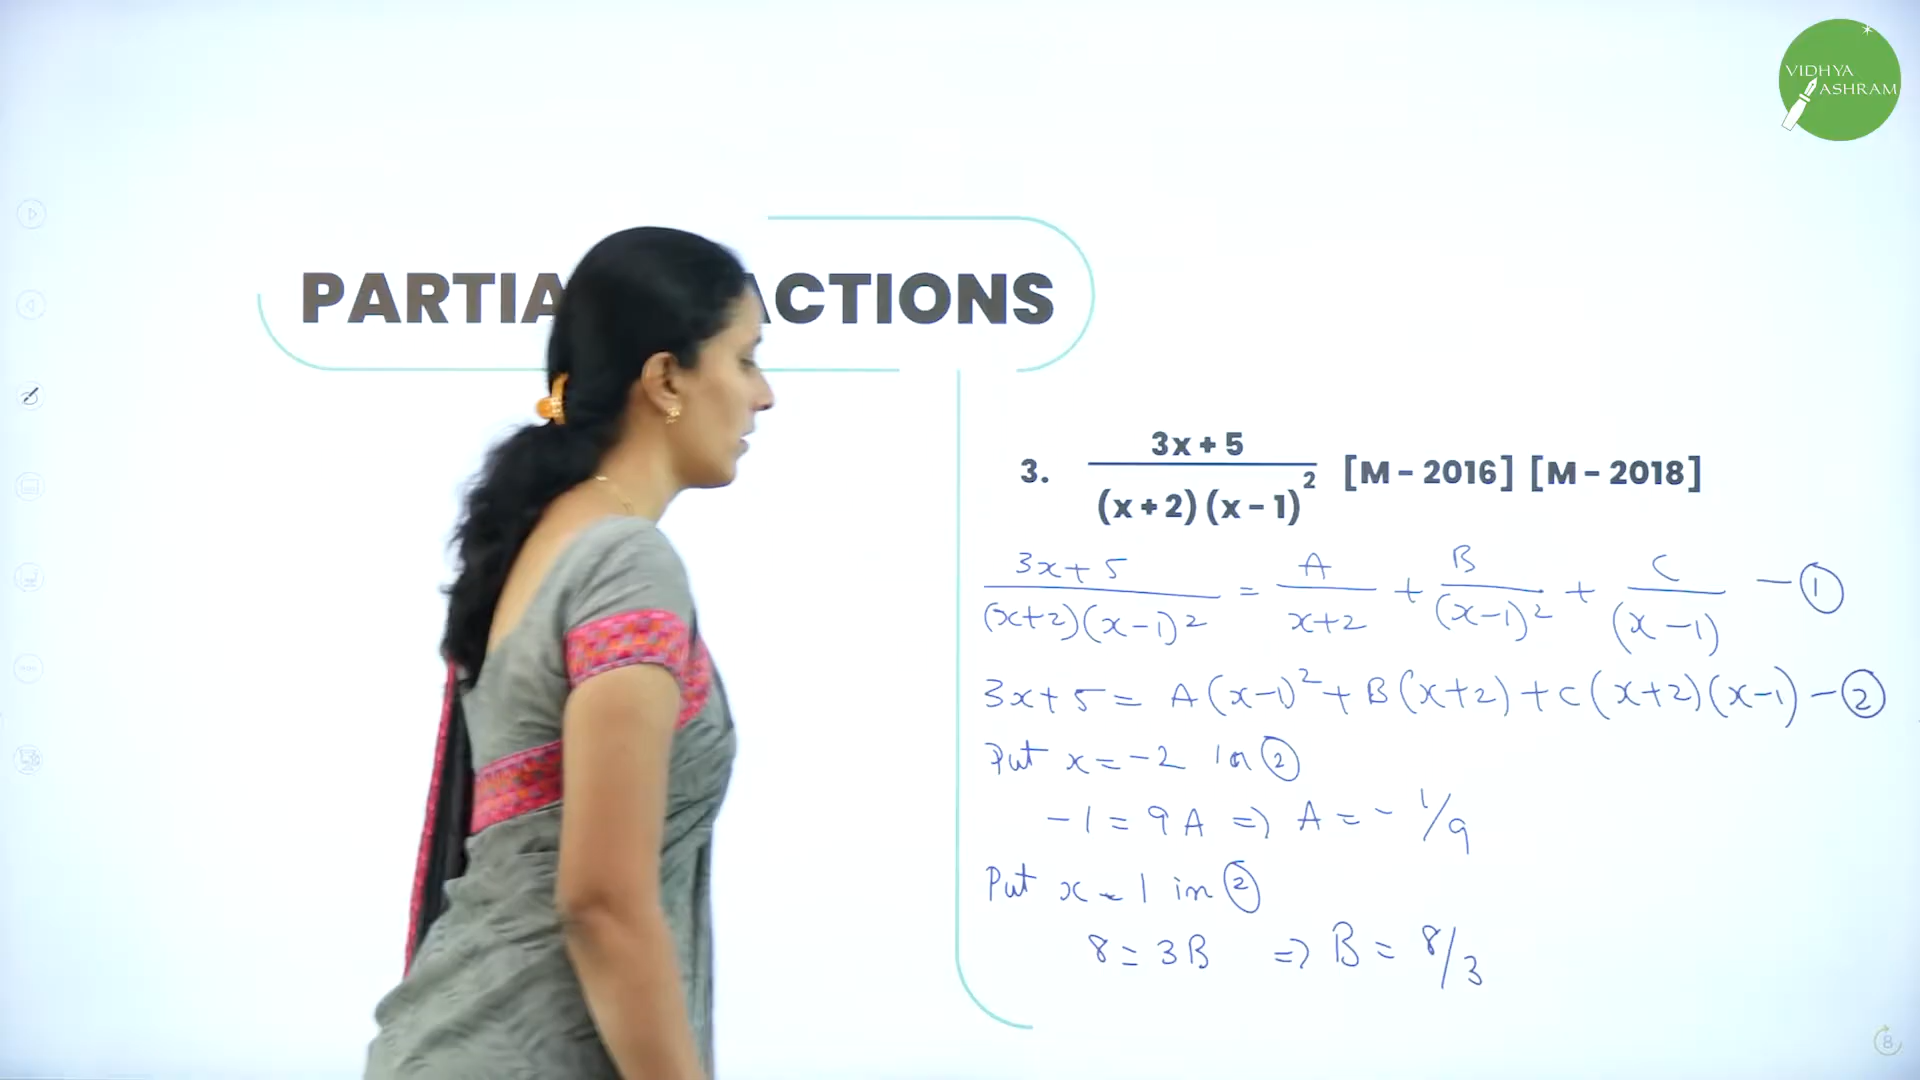 VIDHYA
ASHRAM
PARTIA ACTIONS
3. 3x + 5 / (x + 2) (x - 1)² [M - 2016] [M - 2018]
3x+5 / (x+2)(x-1)² = A / x+2 + B / (x-1)² + C / (x-1) - ①
3x+5 = A(x-1)² + B(x+2) + C(x+2)(x-1) - ②
Put x = -2 in ②
-1 = 9A => A = - 1/9
Put x = 1 in ②
8 = 3B => B = 8/3
8